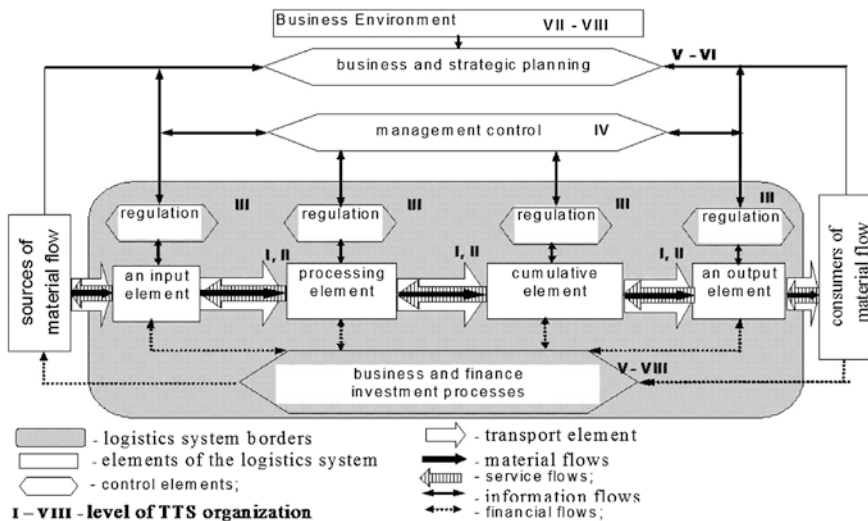 Business Environment
VII - VIII
business and strategic planning
V - VI
management control
IV
regulation
III
regulation
III
regulation
III
regulation
III
sources of
material flow
an input
element
I, II
processing
element
I, II
cumulative
element
I, II
an output
element
consumers of
material flow
business and finance
investment processes
V - VIII
- logistics system borders
- elements of the logistics system
- control elements;
I - VIII - level of TTS organization
- transport element
- material flows
- service flows;
- information flows
- financial flows;